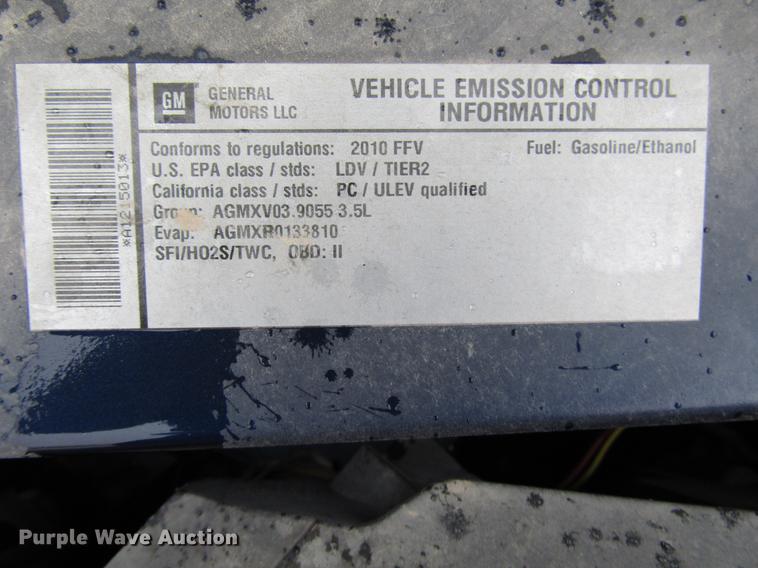 GM
GENERAL MOTORS LLC
VEHICLE EMISSION CONTROL
INFORMATION
Conforms to regulations: 2010 FFV Fuel: Gasoline/Ethanol
U.S. EPA class / stds: LDV / TIER2
California class / stds: PC / ULEV qualified
Group: AGMXV03.9055 3.5L
Evap: AGMXR0133810
SFI/HO2S/TWC, OBD: II
*A1215013*
Purple Wave Auction